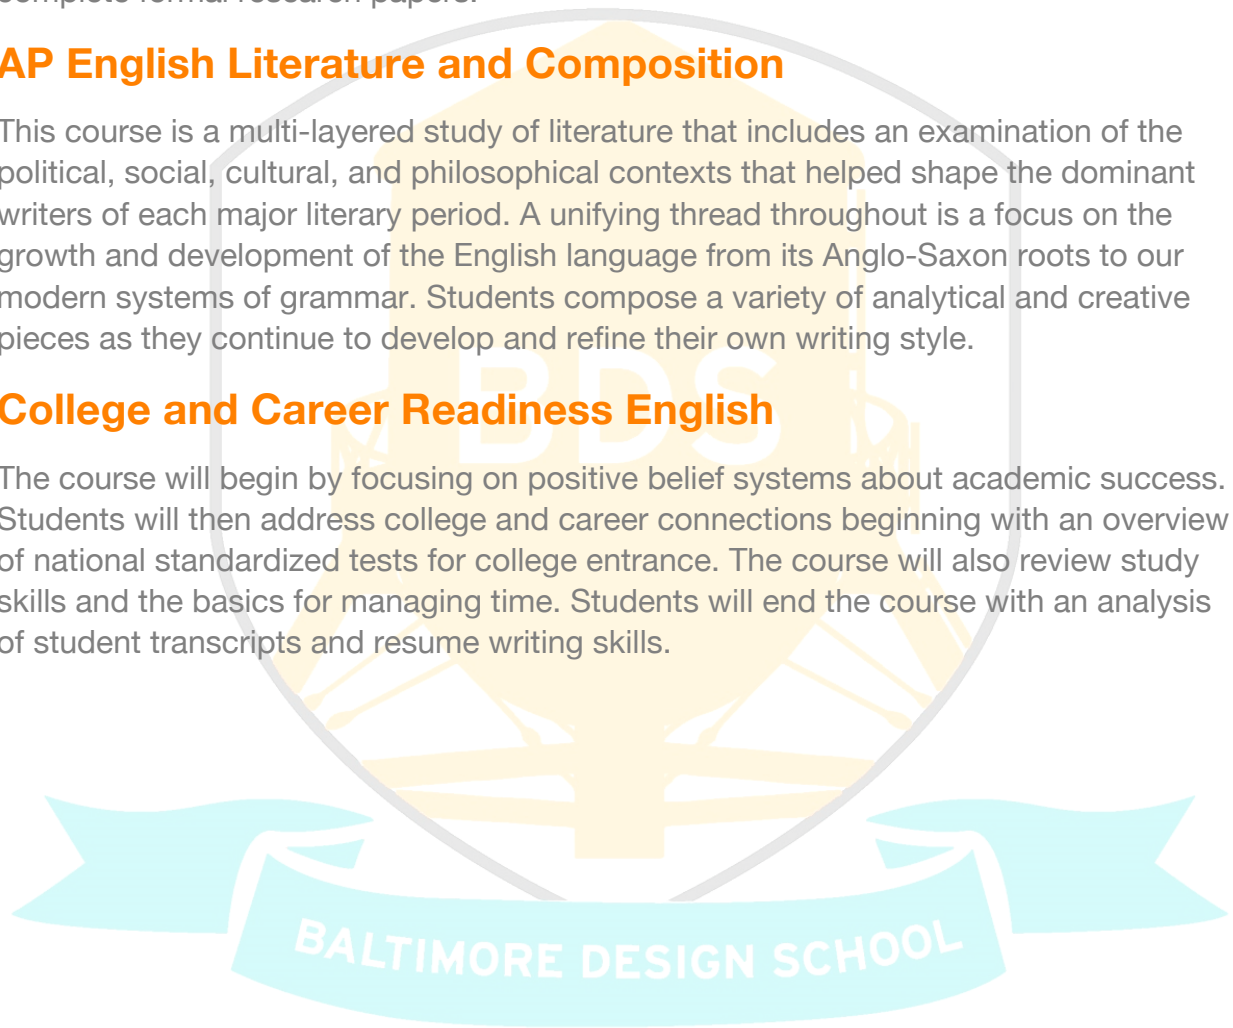 complete formal research papers.
AP English Literature and Composition
This course is a multi-layered study of literature that includes an examination of the
political, social, cultural, and philosophical contexts that helped shape the dominant
writers of each major literary period. A unifying thread throughout is a focus on the
growth and development of the English language from its Anglo-Saxon roots to our
modern systems of grammar. Students compose a variety of analytical and creative
pieces as they continue to develop and refine their own writing style.
College and Career Readiness English
The course will begin by focusing on positive belief systems about academic success.
Students will then address college and career connections beginning with an overview
of national standardized tests for college entrance. The course will also review study
skills and the basics for managing time. Students will end the course with an analysis
of student transcripts and resume writing skills.
BDS
BALTIMORE DESIGN SCHOOL